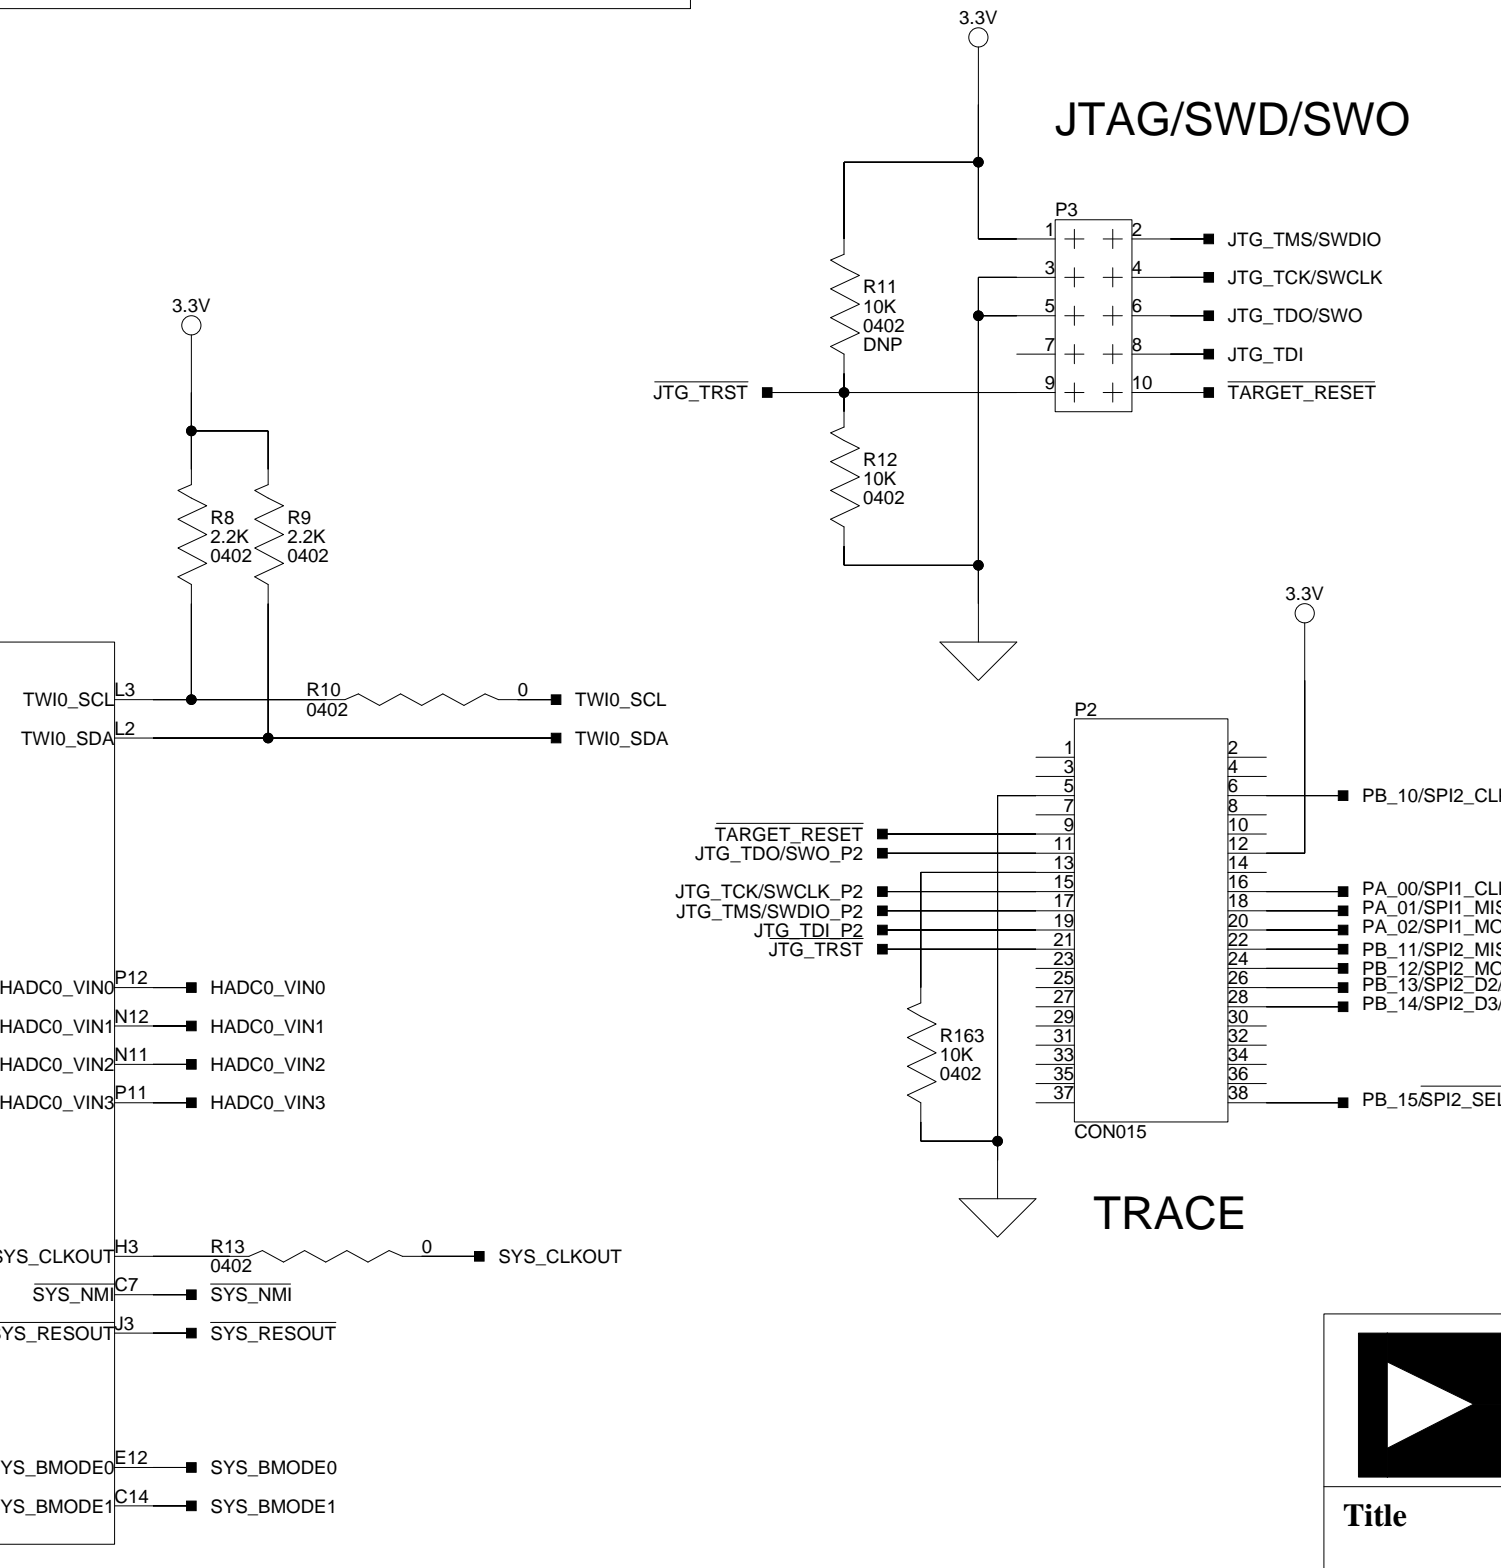 3.3V
JTAG/SWD/SWO
P3
1 2 JTG_TMS/SWDIO
3 4 JTG_TCK/SWCLK
5 6 JTG_TDO/SWO
7 8 JTG_TDI
JTG_TRST 9 10 TARGET_RESET
R11
10K
0402
DNP
R12
10K
0402
3.3V
R8
2.2K
0402
R9
2.2K
0402
TWI0_SCL L3 R10 0 TWI0_SCL
0402
TWI0_SDA L2 TWI0_SDA
3.3V
P2
1 2
3 4
5 6 PB_10/SPI2_CL
7 8
TARGET_RESET 9 10
JTG_TDO/SWO_P2 11 12
13 14
JTG_TCK/SWCLK_P2 15 16 PA_00/SPI1_CL
JTG_TMS/SWDIO_P2 17 18 PA_01/SPI1_MIS
JTG_TDI_P2 19 20 PA_02/SPI1_MO
JTG_TRST 21 22 PB_11/SPI2_MIS
23 24 PB_12/SPI2_MO
25 26 PB_13/SPI2_D2/
27 28 PB_14/SPI2_D3/
29 30
31 32
33 34
35 36
37 38 PB_15/SPI2_SEL
CON015
R163
10K
0402
TRACE
HADC0_VIN0 P12 HADC0_VIN0
HADC0_VIN1 N12 HADC0_VIN1
HADC0_VIN2 N11 HADC0_VIN2
HADC0_VIN3 P11 HADC0_VIN3
SYS_CLKOUT H3 R13 0 SYS_CLKOUT
0402
SYS_NMI C7 SYS_NMI
YS_RESOUT J3 SYS_RESOUT
YS_BMODE0 E12 SYS_BMODE0
YS_BMODE1 C14 SYS_BMODE1
Title